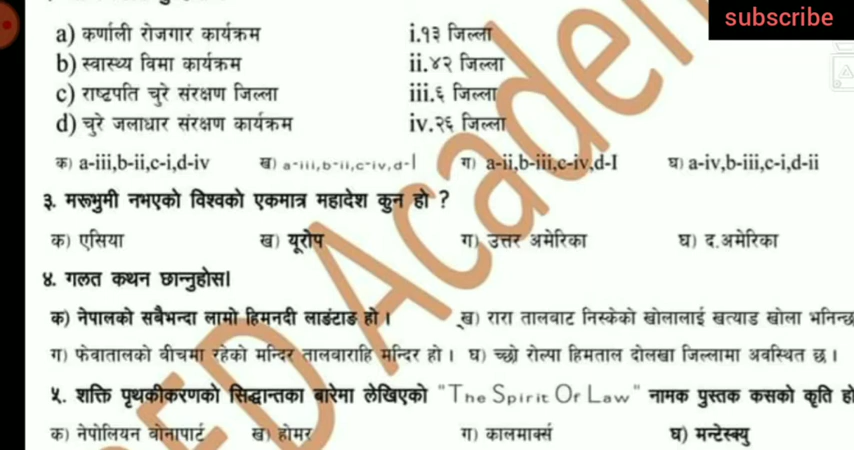 subscribe
a) कर्णाली रोजगार कार्यक्रम i.१३ जिल्ला
b) स्वास्थ्य विमा कार्यक्रम ii.४२ जिल्ला
c) राष्टपति चुरे संरक्षण जिल्ला iii.६ जिल्ला
d) चुरे जलाधार संरक्षण कार्यक्रम iv.२६ जिल्ला
क) a-iii,b-ii,c-i,d-iv ख) a-iii,b-ii,c-iv,d-I ग) a-ii,b-iii,c-iv,d-I घ) a-iv,b-iii,c-i,d-ii
३. मरूभुमी नभएको विश्वको एकमात्र महादेश कुन हो ?
क) एसिया ख) यूरोप ग) उत्तर अमेरिका घ) द.अमेरिका
४. गलत कथन छान्नुहोस।
क) नेपालको सबैभन्दा लामो हिमनदी लाङटाङ हो । ख) रारा तालबाट निस्केको खोलालाई खत्याड खोला भनिन्छ
ग) फेवातालको बीचमा रहेको मन्दिर तालबाराहि मन्दिर हो । घ) च्छो रोल्पा हिमताल दोलखा जिल्लामा अवस्थित छ ।
५. शक्ति पृथकीकरणको सिद्धान्तका बारेमा लेखिएको "The Spirit Or Law" नामक पुस्तक कसको कृति हो
क) नेपोलियन बोनापार्ट ख) होमर ग) कालमार्क्स घ) मन्टेस्क्यु